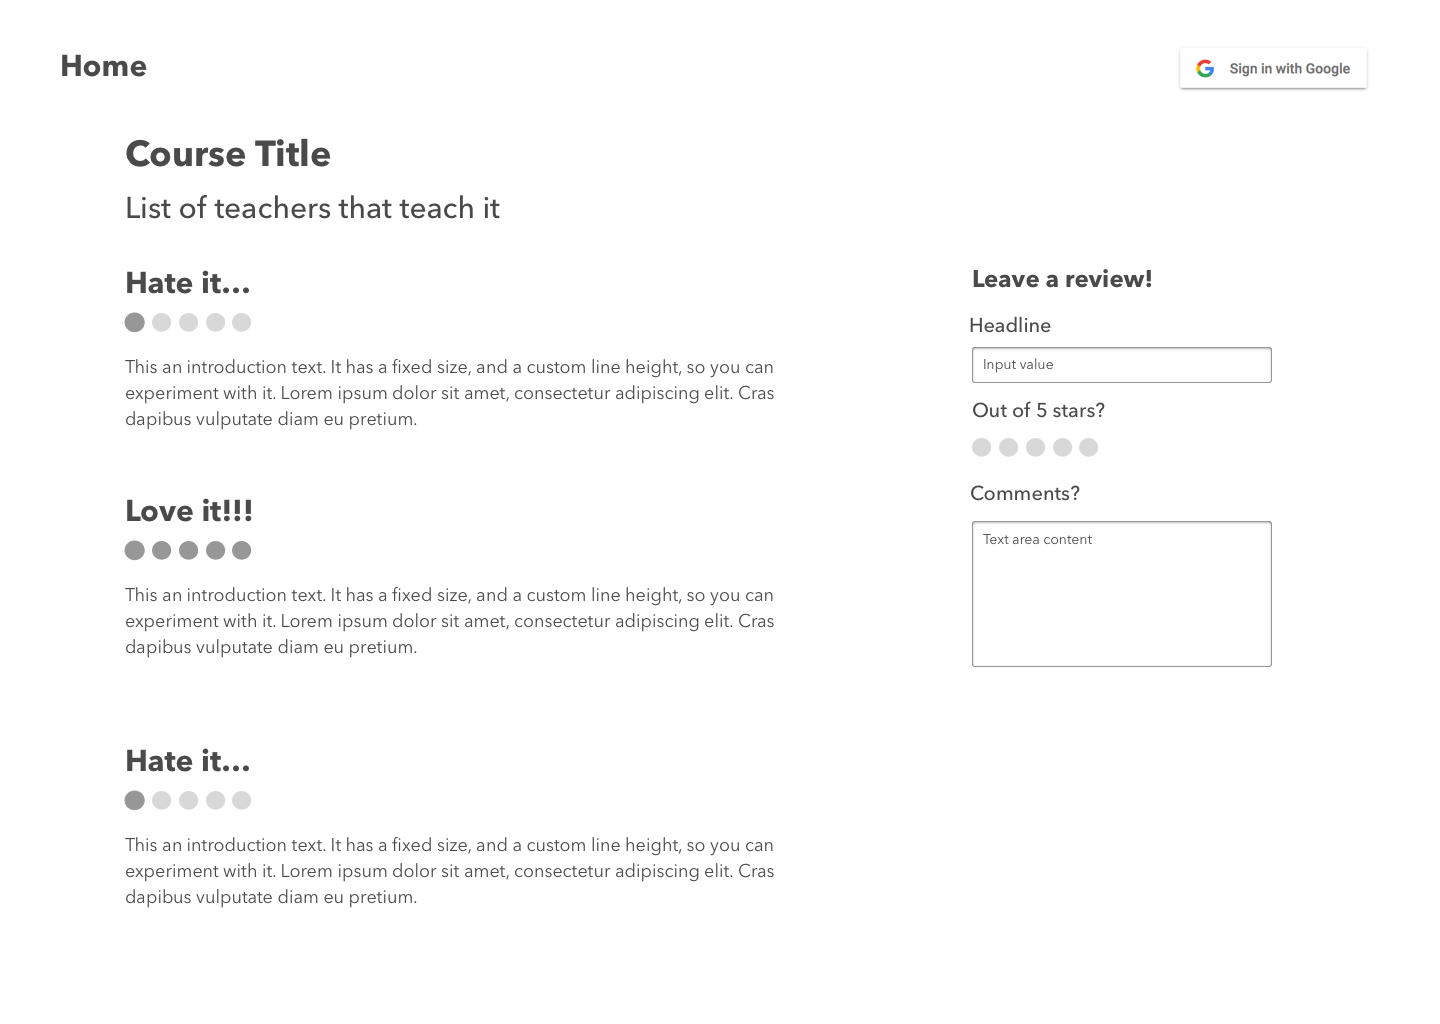 Home
Sign in with Google
Course Title
List of teachers that teach it
Hate it...
This an introduction text. It has a fixed size, and a custom line height, so you can
experiment with it. Lorem ipsum dolor sit amet, consectetur adipiscing elit. Cras
dapibus vulputate diam eu pretium.
Love it!!!
This an introduction text. It has a fixed size, and a custom line height, so you can
experiment with it. Lorem ipsum dolor sit amet, consectetur adipiscing elit. Cras
dapibus vulputate diam eu pretium.
Hate it...
This an introduction text. It has a fixed size, and a custom line height, so you can
experiment with it. Lorem ipsum dolor sit amet, consectetur adipiscing elit. Cras
dapibus vulputate diam eu pretium.
Leave a review!
Headline
Input value
Out of 5 stars?
Comments?
Text area content